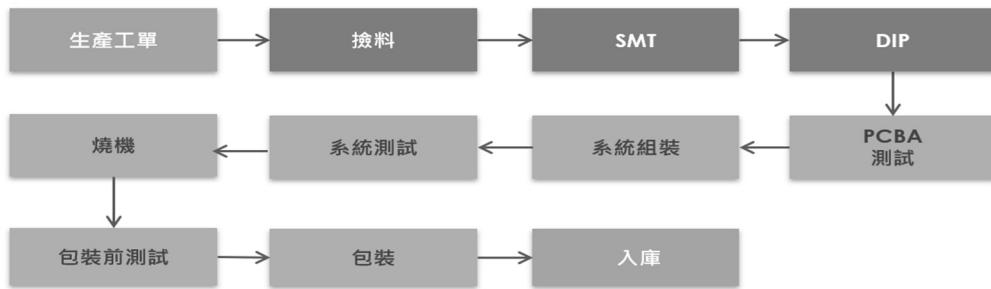 生產工單
撿料
SMT
DIP
PCBA
測試
系統組裝
系統測試
燒機
包裝前測試
包裝
入庫